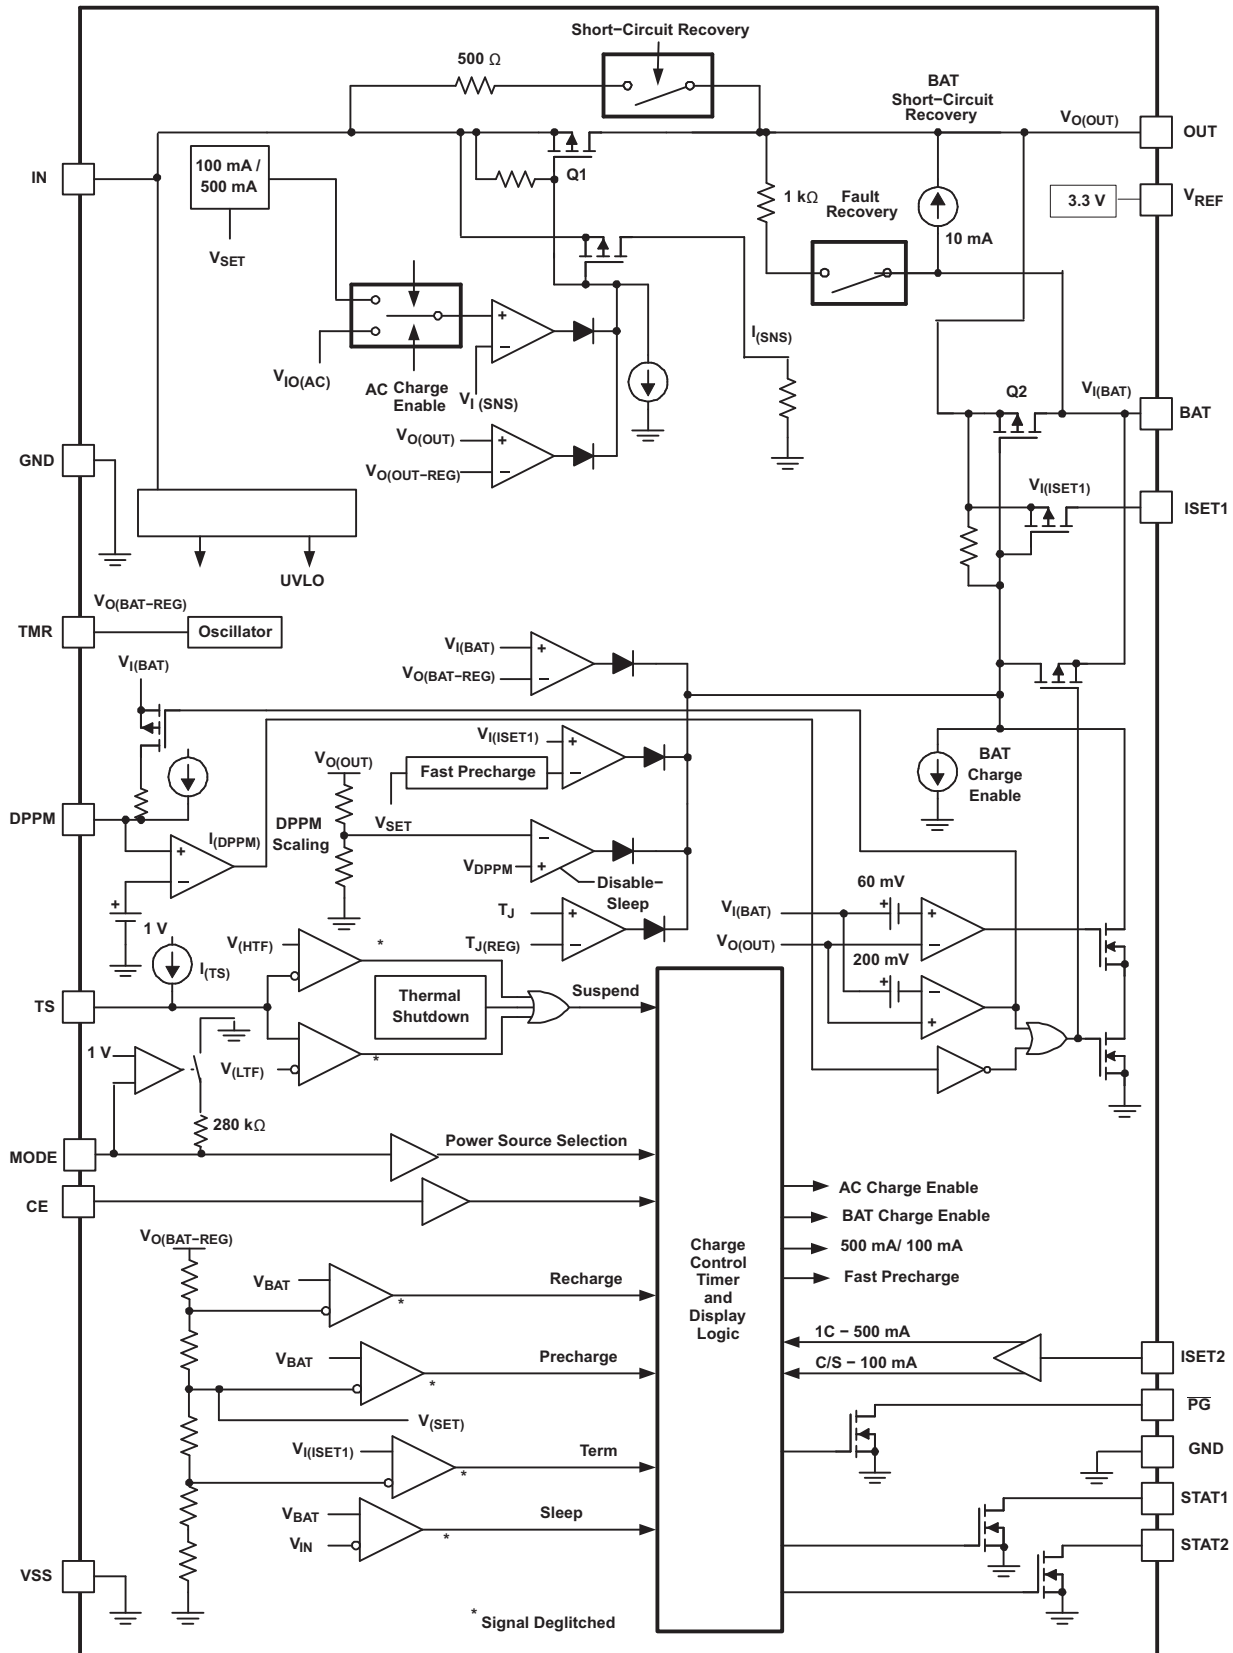 Short−Circuit Recovery
500 Ω
BAT
Short−Circuit
Recovery
VO(OUT)
OUT
IN
100 mA /
500 mA
Q1
1 kΩ
Fault
Recovery
3.3 V
VREF
10 mA
VSET
I(SNS)
VIO(AC)
AC Charge
Enable
VI (SNS)
Q2
VI(BAT)
BAT
VO(OUT)
VO(OUT−REG)
GND
VI(ISET1)
ISET1
UVLO
VO(BAT−REG)
TMR
Oscillator
VI(BAT)
VI(BAT)
VO(BAT−REG)
VI(ISET1)
Fast Precharge
VO(OUT)
BAT
Charge
Enable
VSET
DPPM
I(DPPM)
DPPM
Scaling
VDPPM
Disable−
Sleep
60 mV
+
1 V
TJ
TJ(REG)
VI(BAT)
VO(OUT)
200 mV
V(HTF)
*
I(TS)
TS
Thermal
Shutdown
Suspend
1 V
V(LTF)
*
280 kΩ
MODE
Power Source Selection
CE
AC Charge Enable
BAT Charge Enable
500 mA/ 100 mA
Fast Precharge
Charge
Control
Timer
and
Display
Logic
VO(BAT−REG)
VBAT
Recharge
*
1C − 500 mA
C/S − 100 mA
ISET2
VBAT
Precharge
*
V(SET)
PG
GND
VI(ISET1)
Term
*
STAT1
VBAT
VIN
Sleep
*
STAT2
VSS
* Signal Deglitched